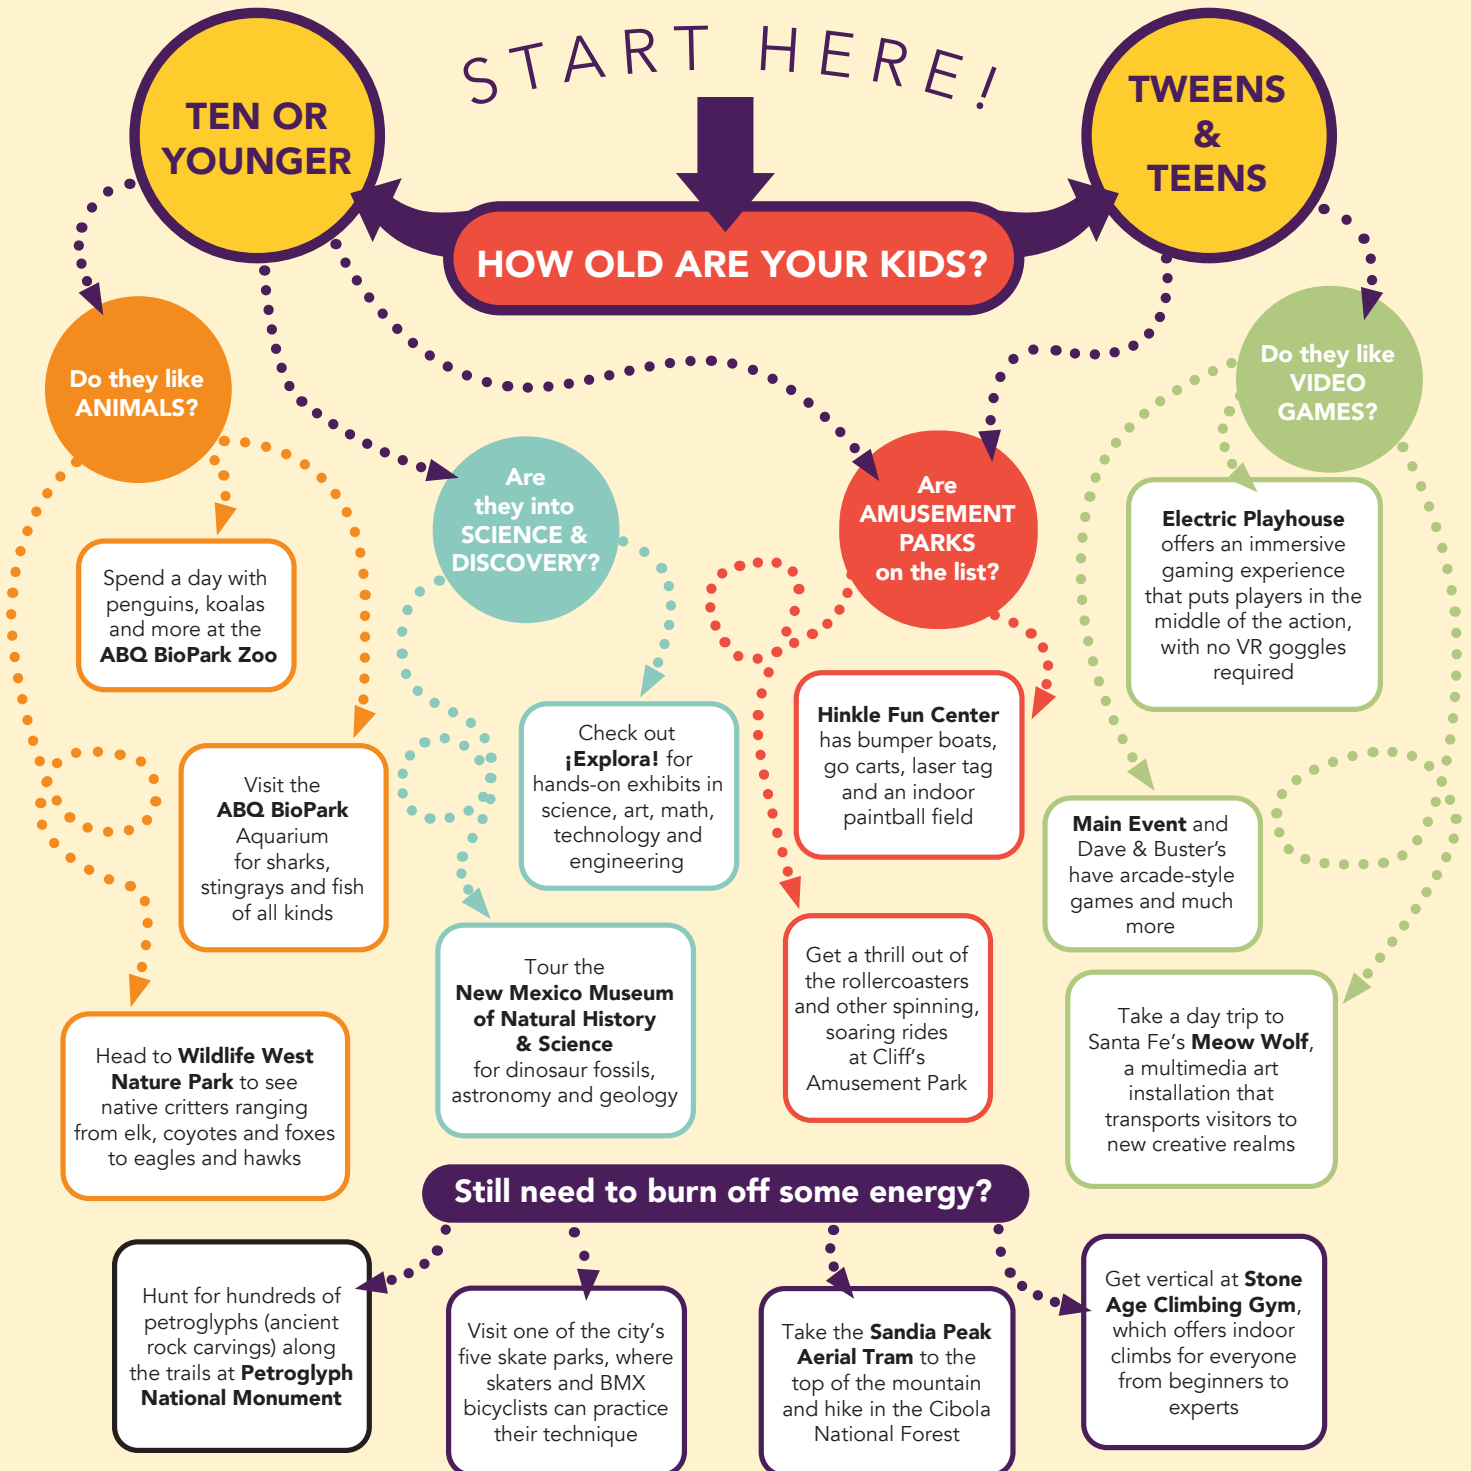 START HERE!
TEN OR
YOUNGER
TWEENS
&
TEENS
HOW OLD ARE YOUR KIDS?
Do they like
ANIMALS?
Are
they into
SCIENCE &
DISCOVERY?
Are
AMUSEMENT
PARKS
on the list?
Do they like
VIDEO
GAMES?
Spend a day with
penguins, koalas
and more at the
ABQ BioPark Zoo
Visit the
ABQ BioPark
Aquarium
for sharks,
stingrays and fish
of all kinds
Head to Wildlife West
Nature Park to see
native critters ranging
from elk, coyotes and foxes
to eagles and hawks
Check out
¡Explora! for
hands-on exhibits in
science, art, math,
technology and
engineering
Tour the
New Mexico Museum
of Natural History
& Science
for dinosaur fossils,
astronomy and geology
Hinkle Fun Center
has bumper boats,
go carts, laser tag
and an indoor
paintball field
Get a thrill out of
the rollercoasters
and other spinning,
soaring rides
at Cliff's
Amusement Park
Electric Playhouse
offers an immersive
gaming experience
that puts players in the
middle of the action,
with no VR goggles
required
Main Event and
Dave & Buster's
have arcade-style
games and much
more
Take a day trip to
Santa Fe's Meow Wolf,
a multimedia art
installation that
transports visitors to
new creative realms
Still need to burn off some energy?
Hunt for hundreds of
petroglyphs (ancient
rock carvings) along
the trails at Petroglyph
National Monument
Visit one of the city's
five skate parks, where
skaters and BMX
bicyclists can practice
their technique
Take the Sandia Peak
Aerial Tram to the
top of the mountain
and hike in the Cibola
National Forest
Get vertical at Stone
Age Climbing Gym,
which offers indoor
climbs for everyone
from beginners to
experts